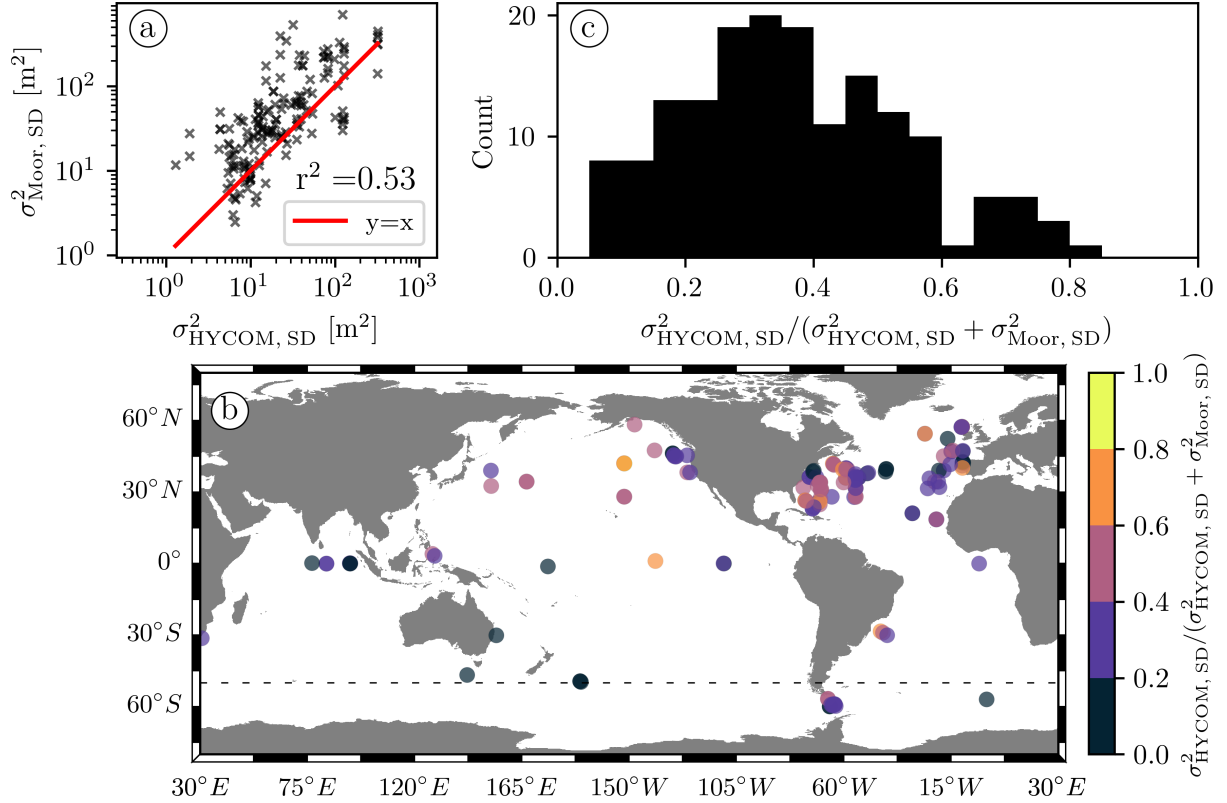 a
σ²Moor, SD [m²]
10²
10¹
10⁰
r² =0.53
y=x
10⁰ 10¹ 10² 10³
σ²HYCOM, SD [m²]
c
Count
20
10
0
0.0 0.2 0.4 0.6 0.8 1.0
σ²HYCOM, SD/(σ²HYCOM, SD + σ²Moor, SD)
b
60°N
30°N
0°
30°S
60°S
30°E 75°E 120°E 165°E 150°W 105°W 60°W 15°W 30°E
1.0
0.8
0.6
0.4
0.2
0.0
σ²HYCOM, SD/(σ²HYCOM, SD + σ²Moor, SD)